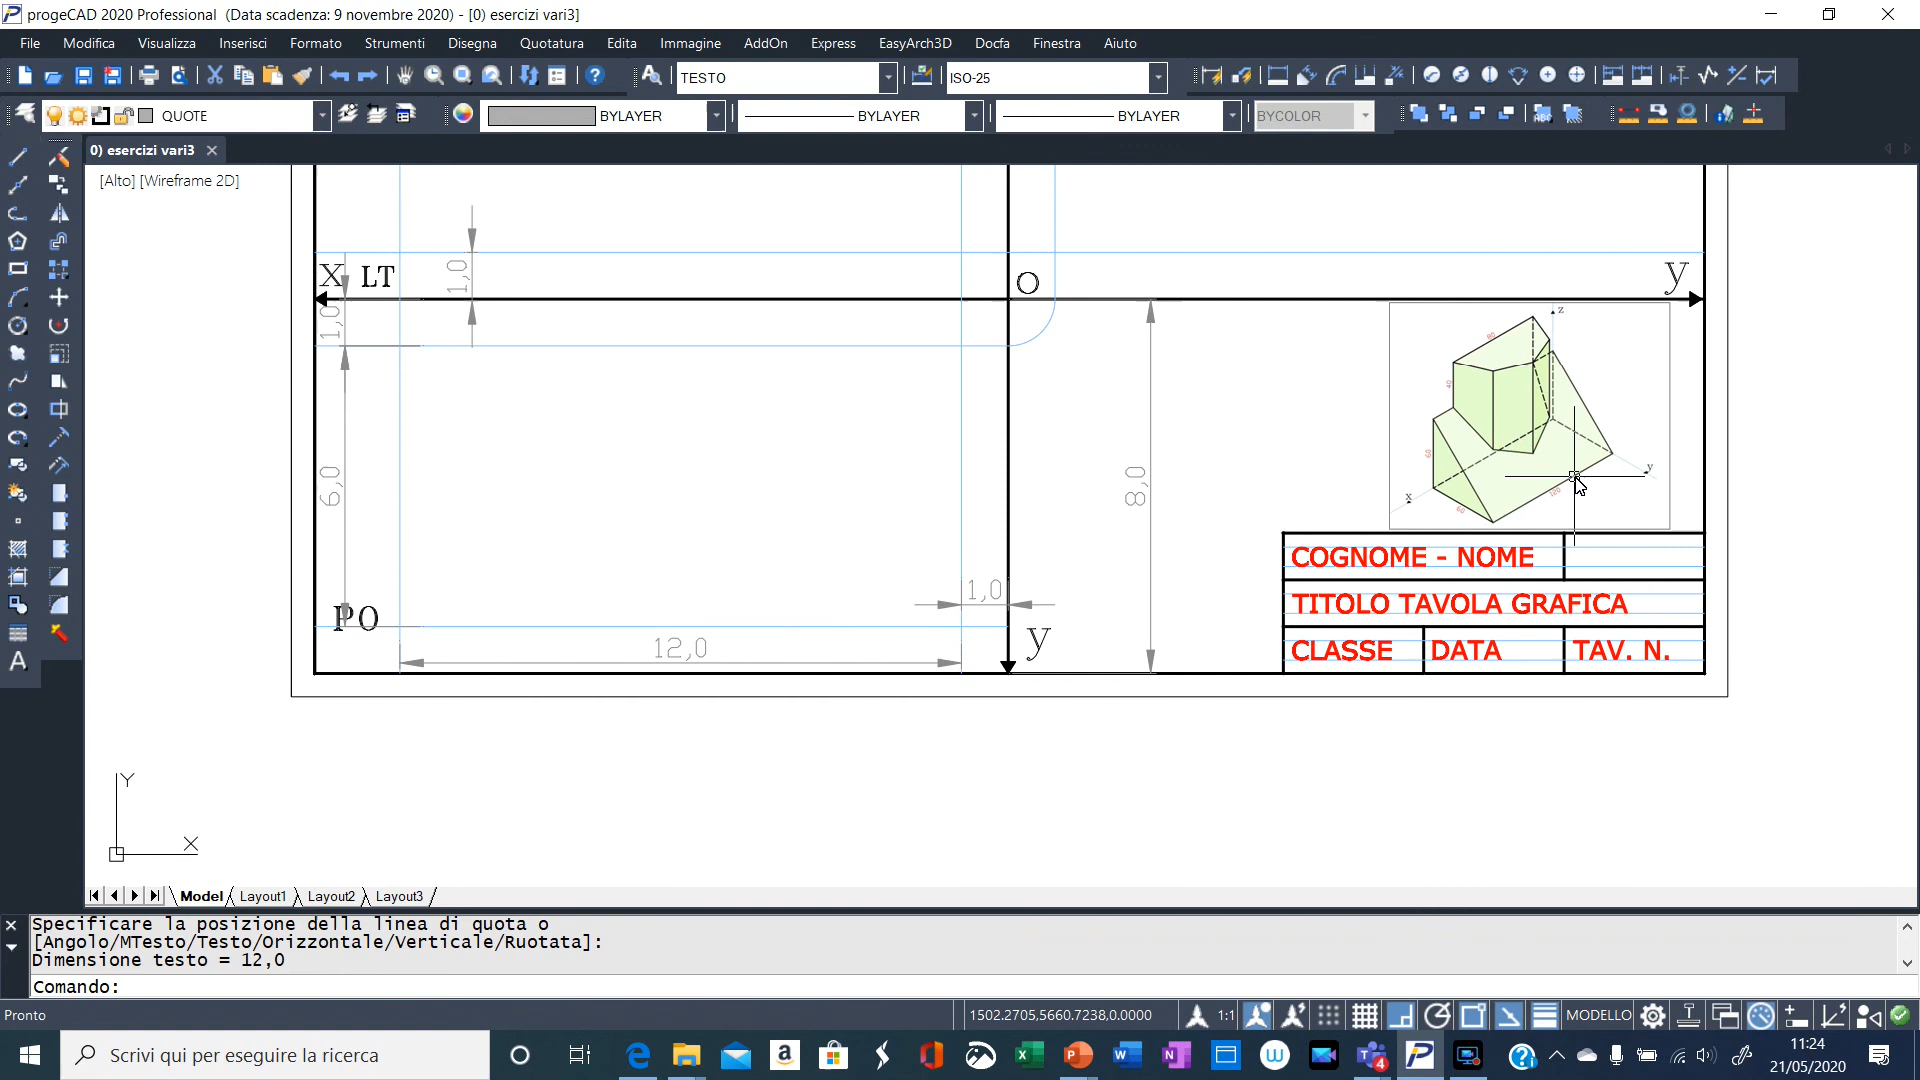 progeCAD 2020 Professional (Data scadenza: 9 novembre 2020) - [0) esercizi vari3]
File Modifica Visualizza Inserisci Formato Strumenti Disegna Quotatura Edita Immagine AddOn Express EasyArch3D Docfa Finestra Aiuto
TESTO ISO-25
QUOTE BYLAYER BYLAYER BYLAYER BYCOLOR
0) esercizi vari3
[Alto] [Wireframe 2D]
X LT 1,0 O y
1,0
z
80
40
60
6,0
8,0
x y
60 120
COGNOME - NOME
1,0
TITOLO TAVOLA GRAFICA
PO
12,0
y
CLASSE DATA TAV. N.
Y
X
Model Layout1 Layout2 Layout3
Specificare la posizione della linea di quota o
[Angolo/MTesto/Testo/Orizzontale/Verticale/Ruotata]:
Dimensione testo = 12,0
Comando:
Pronto 1502.2705,5660.7238,0.0000 1:1 MODELLO
Scrivi qui per eseguire la ricerca
11:24
21/05/2020